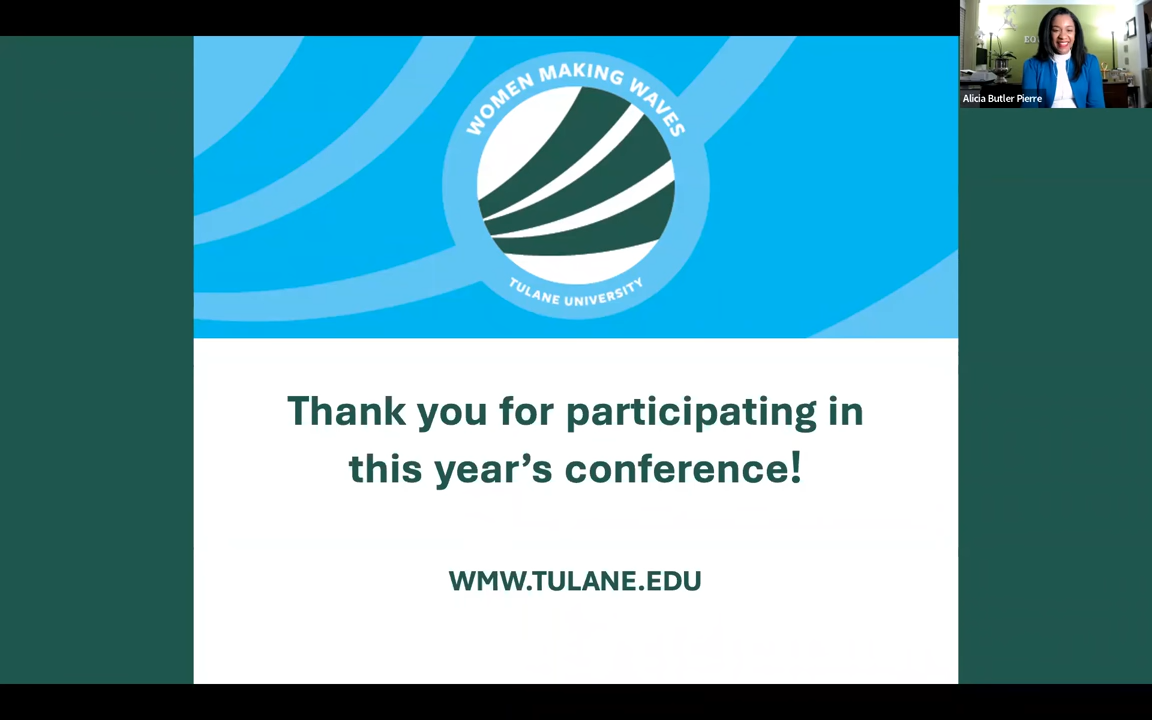 WOMEN MAKING WAVES
TULANE UNIVERSITY
Alicia Butler Pierre
Thank you for participating in
this year's conference!
WMW.TULANE.EDU